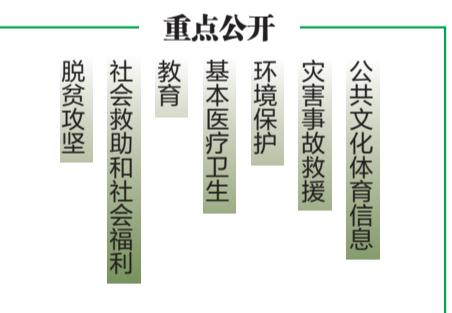 重点公开
脱贫攻坚
社会救助和社会福利
教育
基本医疗卫生
环境保护
灾害事故救援
公共文化体育信息